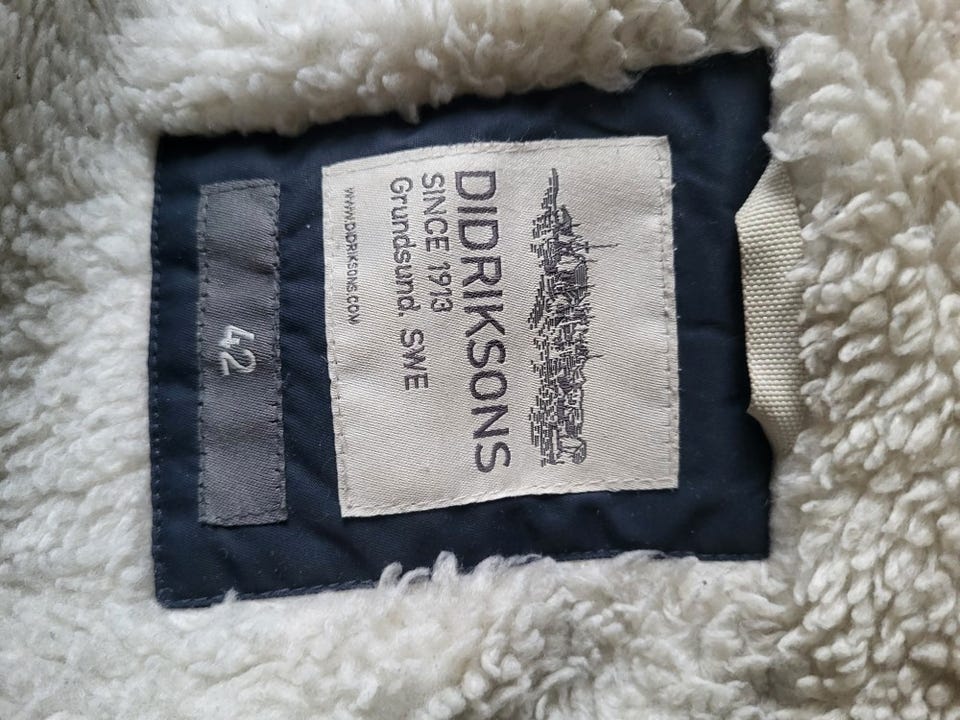 DIDRIKSONS
SINCE 1913
Grundsund. SWE
WWW.DIDRIKSONS.COM
42